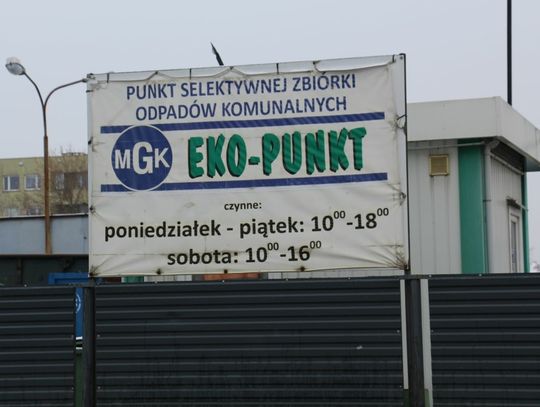 PUNKT SELEKTYWNEJ ZBIÓRKI
ODPADÓW KOMUNALNYCH
MGK EKO-PUNKT
czynne:
poniedziałek - piątek: 10⁰⁰-18⁰⁰
sobota: 10⁰⁰-16⁰⁰